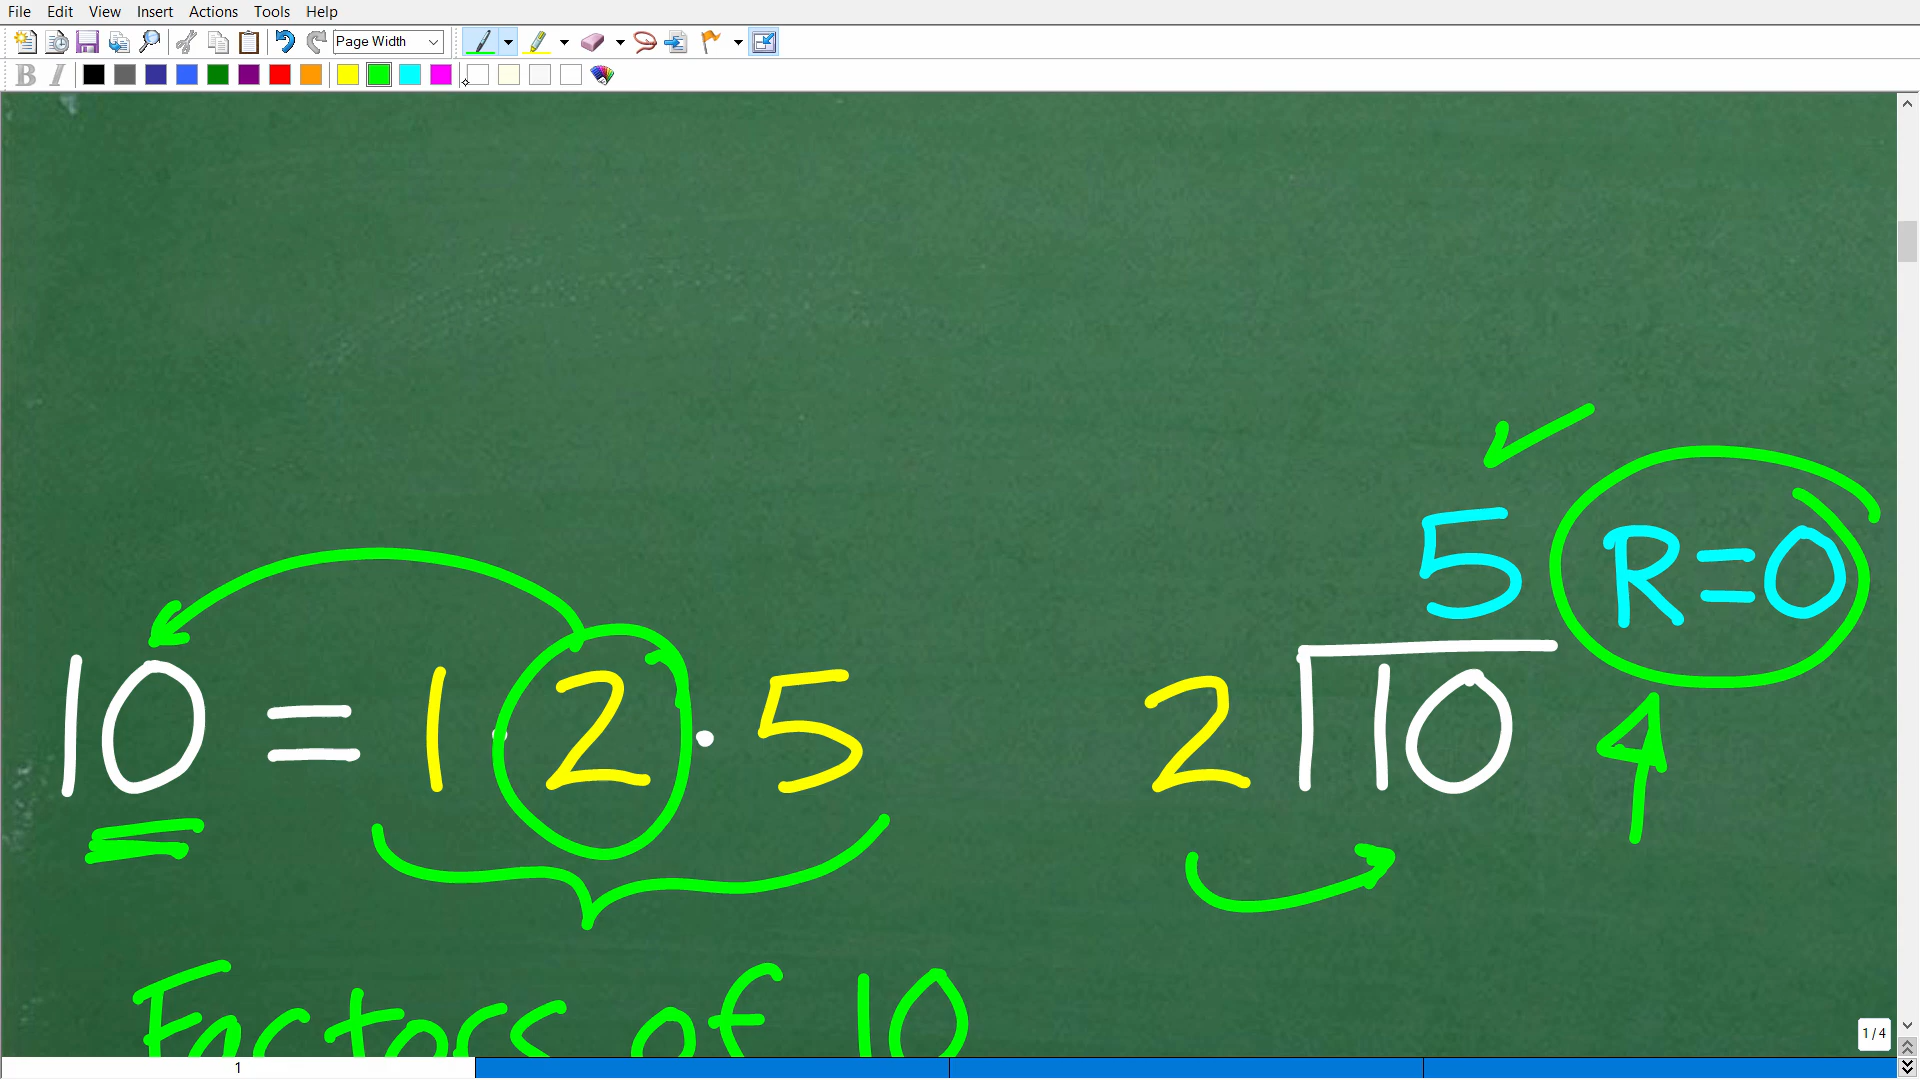 File Edit View Insert Actions Tools Help
Page Width
B I
5 R=0
10 = 1 · 2 · 5
2 10
Factors of 10
1/4
1